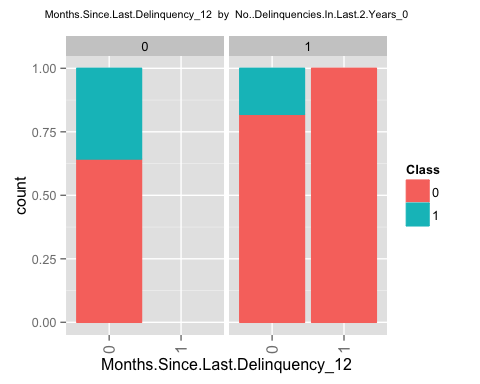 Months.Since.Last.Delinquency_12 by No..Delinquencies.In.Last.2.Years_0
0 1
1.00
0.75
0.50
0.25
0.00
count
0 1 0 1
Months.Since.Last.Delinquency_12
Class
0
1